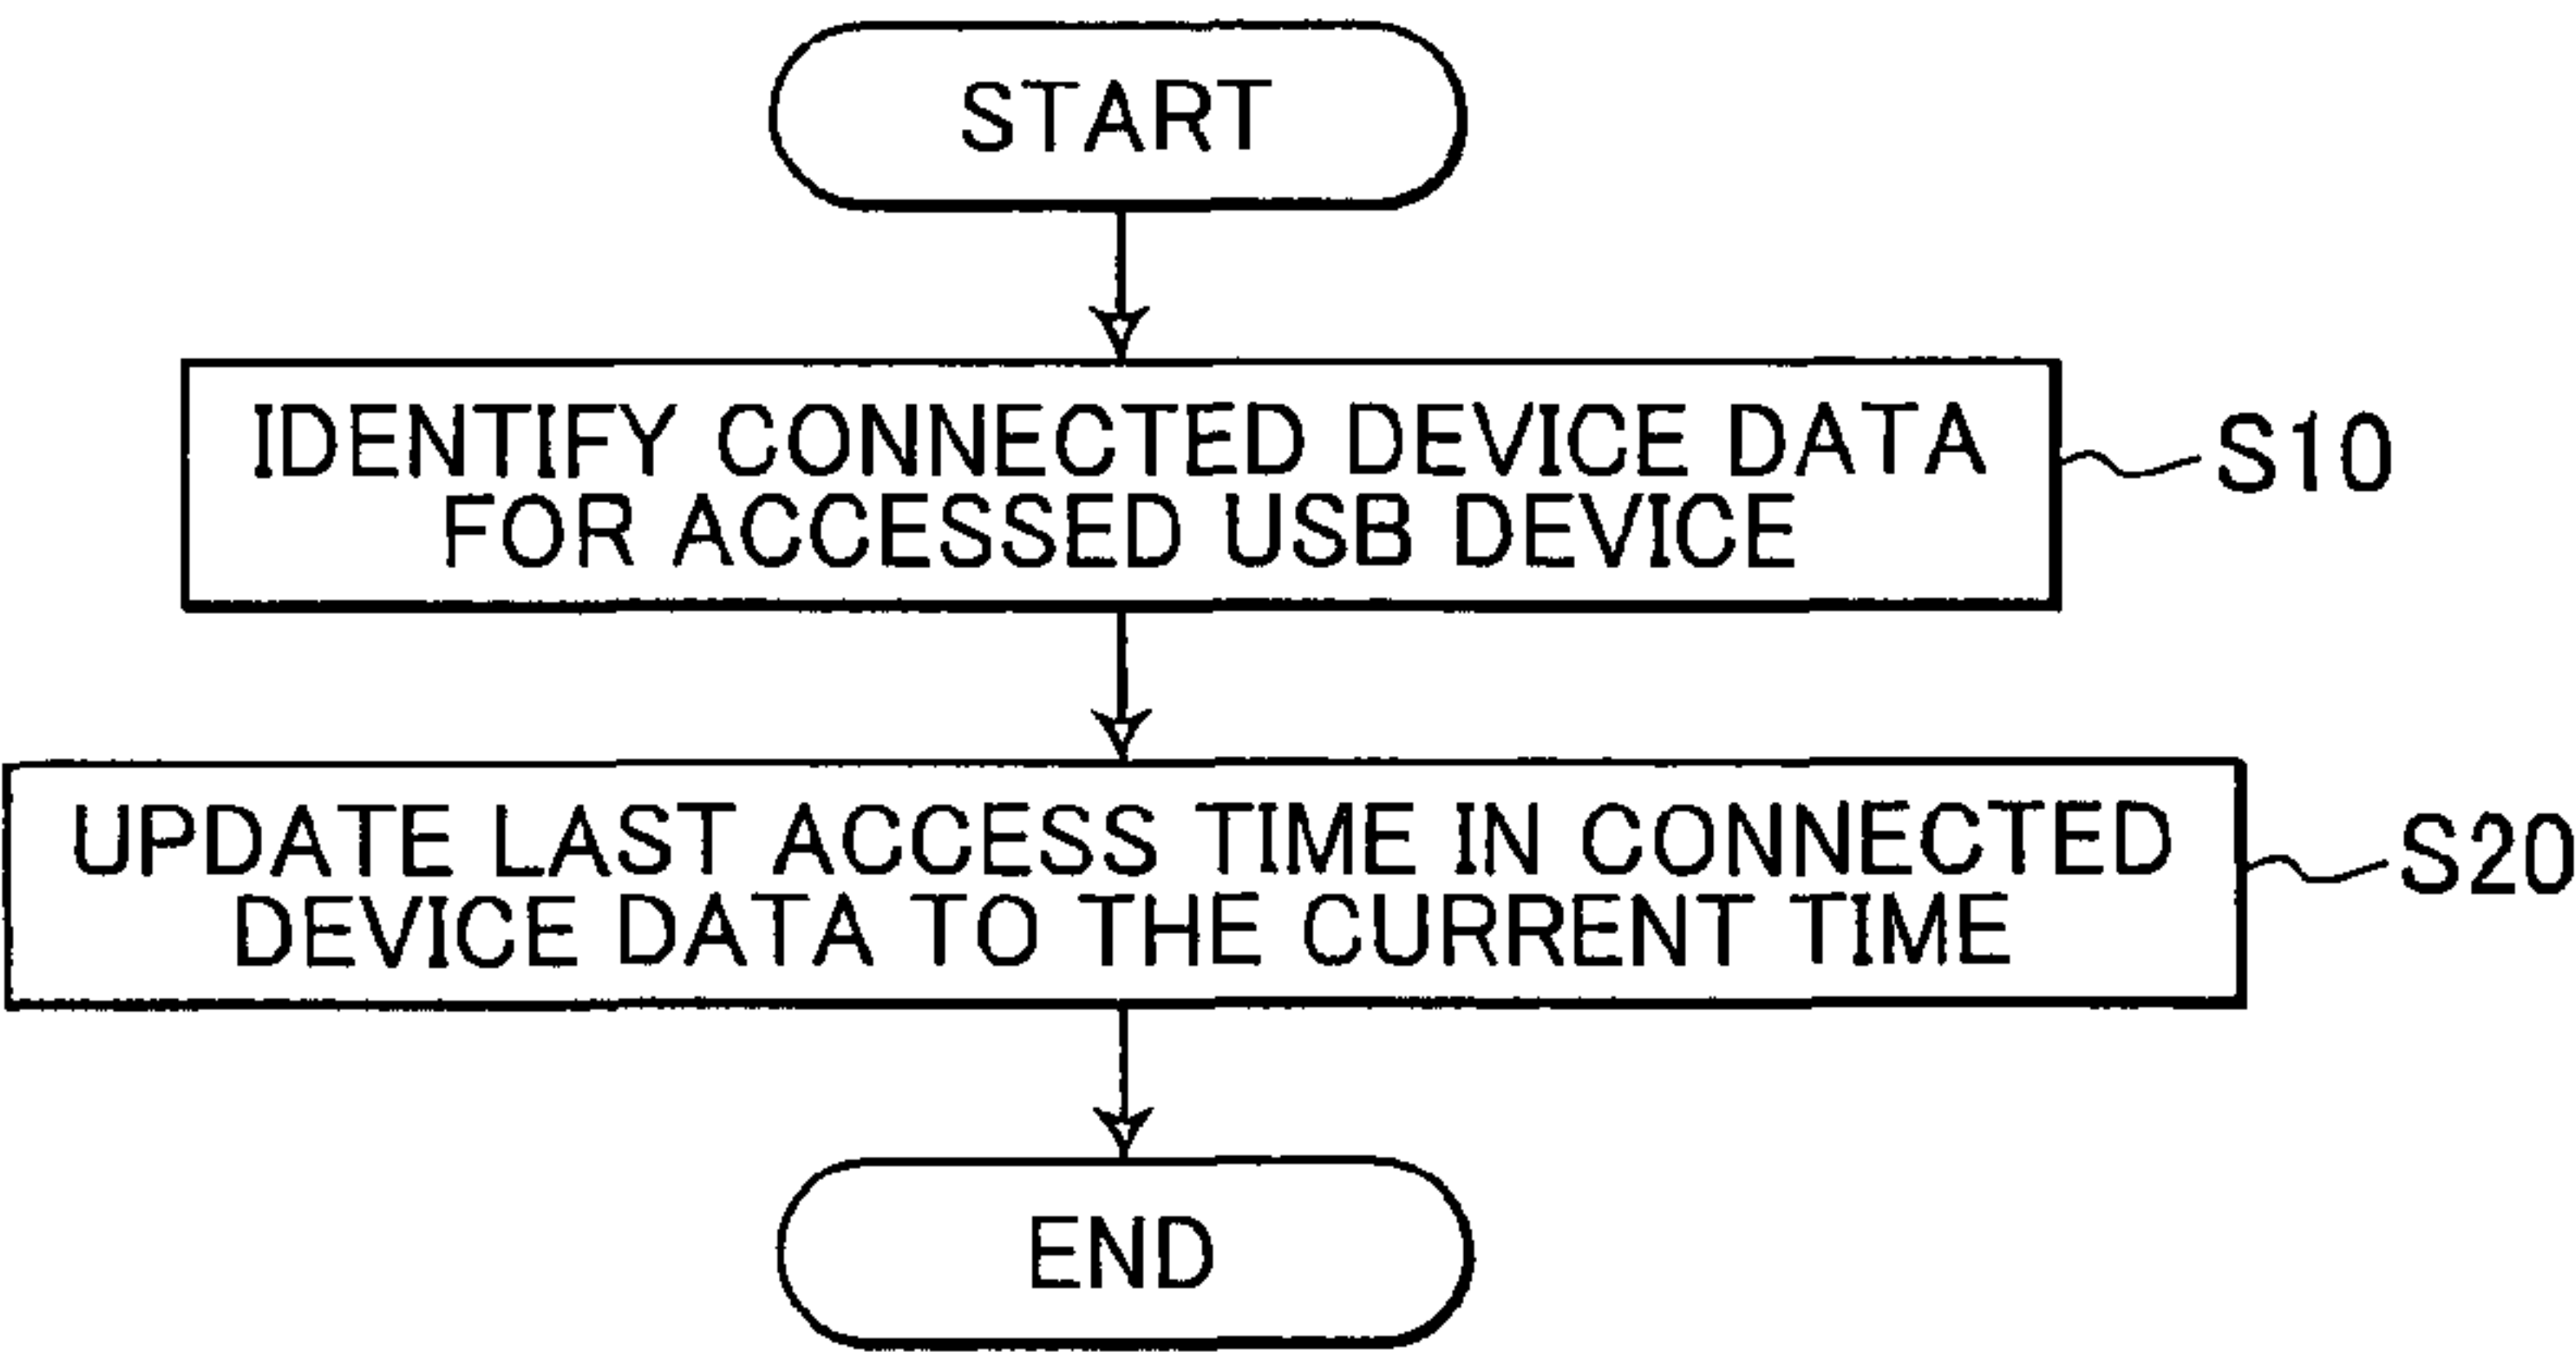 START
IDENTIFY CONNECTED DEVICE DATA
FOR ACCESSED USB DEVICE
S10
UPDATE LAST ACCESS TIME IN CONNECTED
DEVICE DATA TO THE CURRENT TIME
S20
END